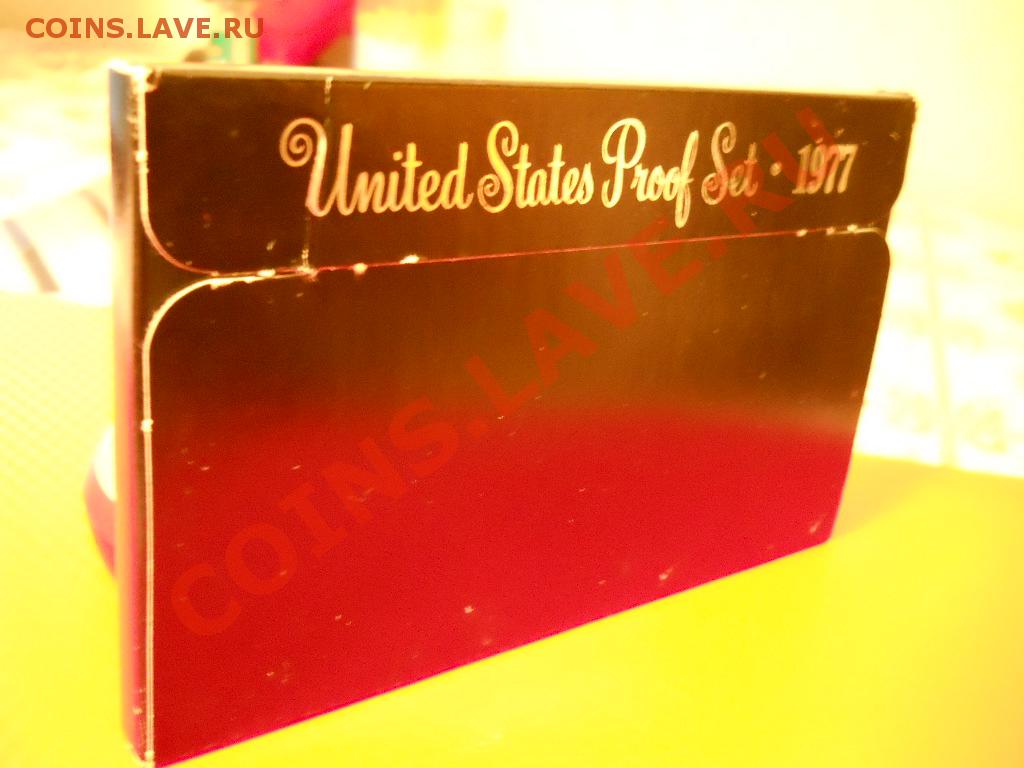 COINS.LAVE.RU
United States Proof Set · 1977
COINS.LAVE.RU